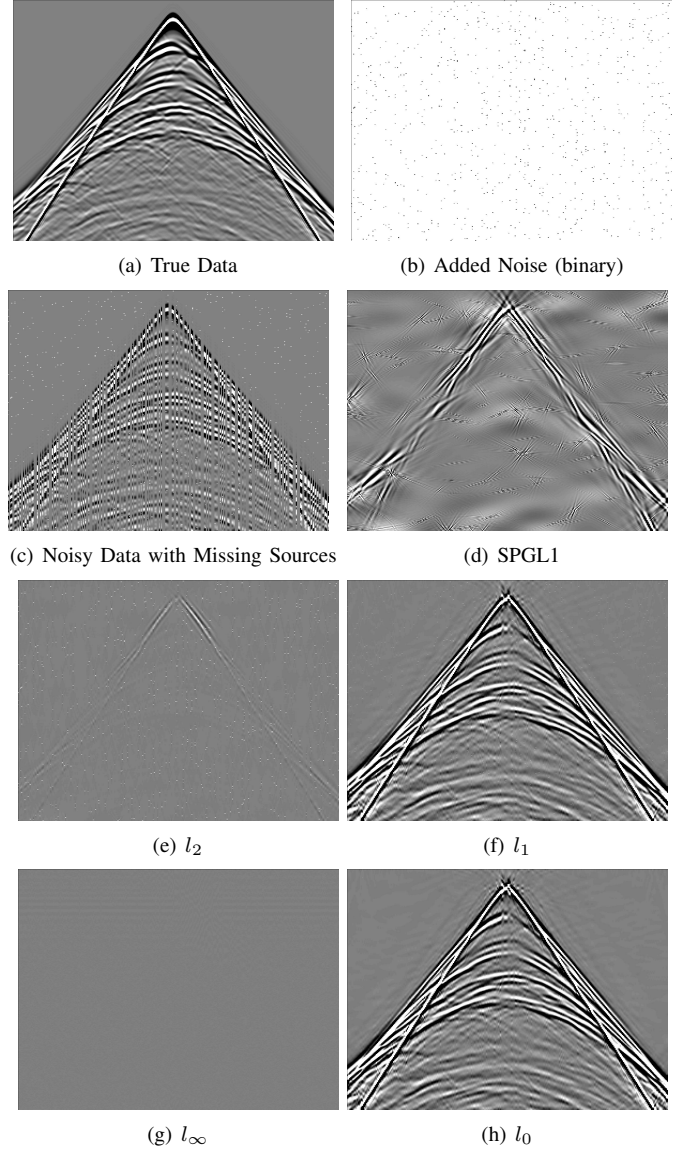 (a) True Data
(b) Added Noise (binary)
(c) Noisy Data with Missing Sources
(d) SPGL1
(e) l₂
(f) l₁
(g) l∞
(h) l₀